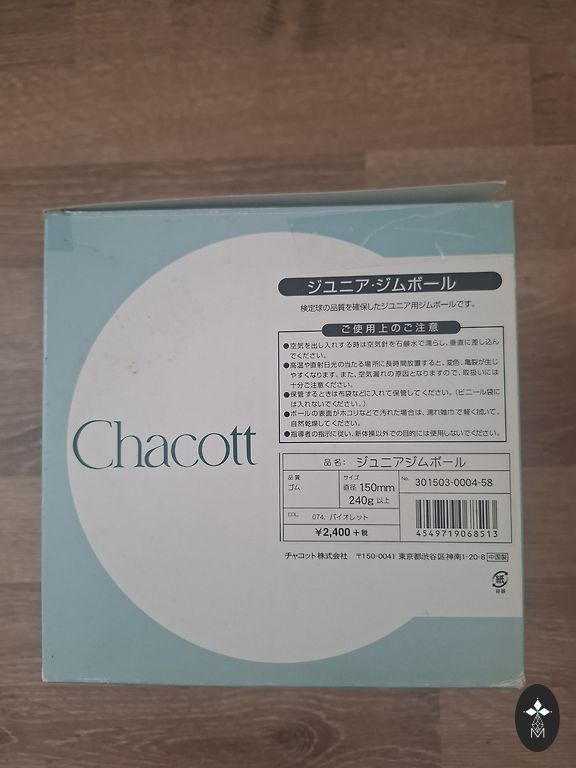 ジュニア・ジムボール
検定球の品質を確保したジュニア用ジムボールです。
ご使用上のご注意
●空気を出し入れする時は空気針を石鹸水で濡らし、垂直に差し込ん
でください。
●高温や直射日光の当たる場所に長時間放置すると、変色、亀裂が生じ
やすくなります。また、空気漏れの原因となりますので、取扱いには
十分ご注意ください。
●保管するときは布袋などに入れて保管してください。(ビニール袋に
は入れないでください。)
●ボールの表面がホコリなどで汚れた場合は、濡れ雑巾で軽く拭いて、
自然乾燥してください。
●指導者の指示に従い、新体操以外での目的には使用しないでください。
Chacott
品名: ジュニアジムボール
品質 サイズ No. 301503-0004-58
ゴム 直径 150mm
240g 以上
COL. 074. バイオレット
¥2,400 +税
4549719068513
チャコット株式会社 〒150-0041 東京都渋谷区神南1-20-8 中国製
紙
M